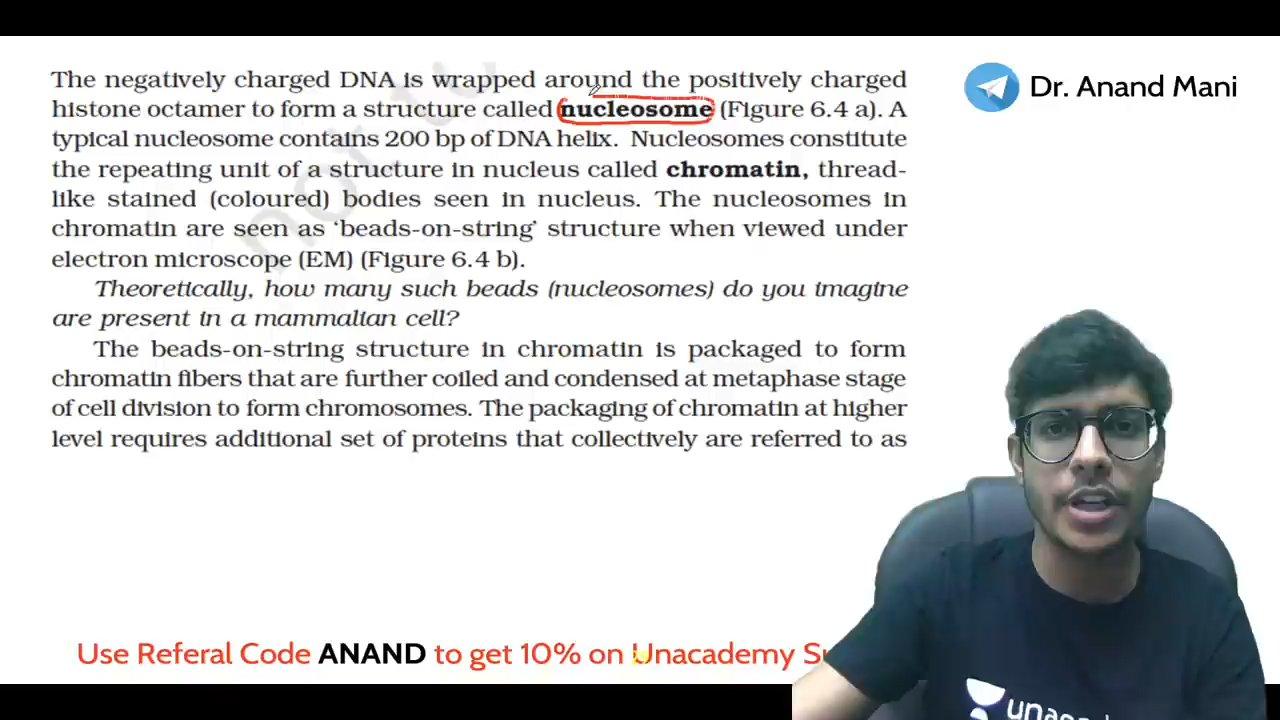 The negatively charged DNA is wrapped around the positively charged
histone octamer to form a structure called nucleosome (Figure 6.4 a). A
typical nucleosome contains 200 bp of DNA helix. Nucleosomes constitute
the repeating unit of a structure in nucleus called chromatin, thread-
like stained (coloured) bodies seen in nucleus. The nucleosomes in
chromatin are seen as ‘beads-on-string’ structure when viewed under
electron microscope (EM) (Figure 6.4 b).
Theoretically, how many such beads (nucleosomes) do you imagine
are present in a mammalian cell?
The beads-on-string structure in chromatin is packaged to form
chromatin fibers that are further coiled and condensed at metaphase stage
of cell division to form chromosomes. The packaging of chromatin at higher
level requires additional set of proteins that collectively are referred to as
not
Dr. Anand Mani
Use Referal Code ANAND to get 10% on Unacademy